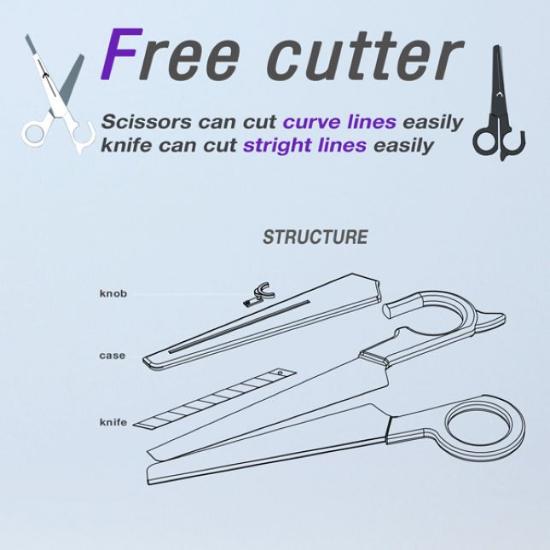 Free cutter
Scissors can cut curve lines easily
knife can cut stright lines easily
STRUCTURE
knob
case
knife